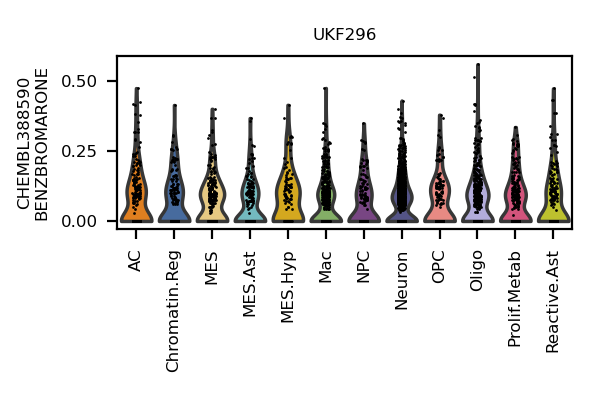 UKF296
CHEMBL388590
BENZBROMARONE
0.50
0.25
0.00
AC
Chromatin.Reg
MES
MES.Ast
MES.Hyp
Mac
NPC
Neuron
OPC
Oligo
Prolif.Metab
Reactive.Ast